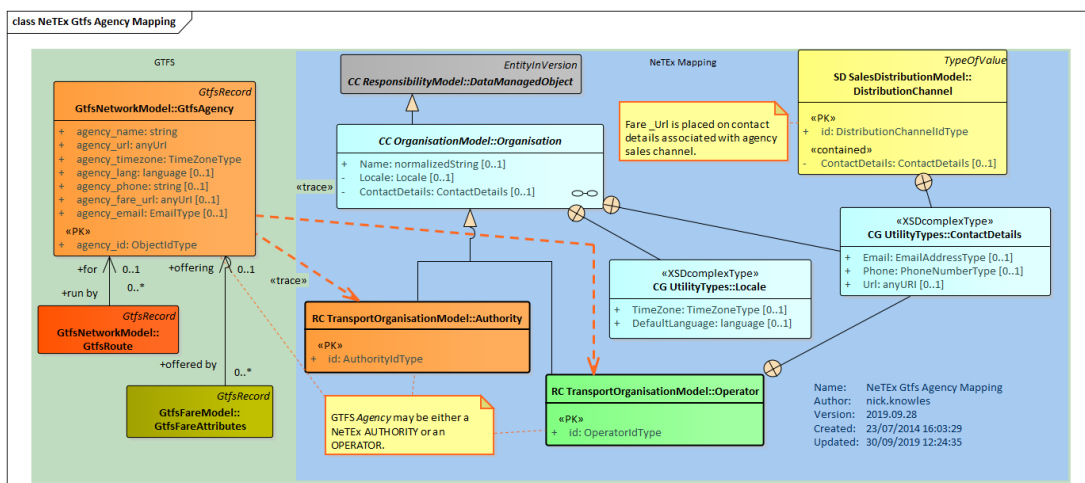 class NeTEx Gtfs Agency Mapping
GTFS
NeTEx Mapping
GtfsRecord
GtfsNetworkModel::GtfsAgency
+ agency_name: string
+ agency_url: anyUrl
+ agency_timezone: TimeZoneType
+ agency_lang: language [0..1]
+ agency_phone: string [0..1]
+ agency_fare_url: anyUrl [0..1]
+ agency_email: EmailType [0..1]
«PK»
+ agency_id: ObjectIdType
EntityInVersion
CC ResponsibilityModel::DataManagedObject
CC OrganisationModel::Organisation
+ Name: normalizedString [0..1]
- Locale: Locale [0..1]
- ContactDetails: ContactDetails [0..1]
Fare _Url is placed on contact
details associated with agency
sales channel.
TypeOfValue
SD SalesDistributionModel::
DistributionChannel
«PK»
+ id: DistributionChannelIdType
«contained»
- ContactDetails: ContactDetails [0..1]
«trace»
«XSDcomplexType»
CG UtilityTypes::ContactDetails
+ Email: EmailAddressType [0..1]
+ Phone: PhoneNumberType [0..1]
+ Url: anyURI [0..1]
«XSDcomplexType»
CG UtilityTypes::Locale
+ TimeZone: TimeZoneType [0..1]
+ DefaultLanguage: language [0..1]
+for
0..1
+offering
0..1
«trace»
+run by
0..*
GtfsRecord
GtfsNetworkModel::
GtfsRoute
+offered by
0..*
GtfsRecord
GtfsFareModel::
GtfsFareAttributes
RC TransportOrganisationModel::Authority
«PK»
+ id: AuthorityIdType
RC TransportOrganisationModel::Operator
«PK»
+ id: OperatorIdType
GTFS Agency may be either a
NeTEx AUTHORITY or an
OPERATOR.
Name: NeTEx Gtfs Agency Mapping
Author: nick.knowles
Version: 2019.09.28
Created: 23/07/2014 16:03:29
Updated: 30/09/2019 12:24:35